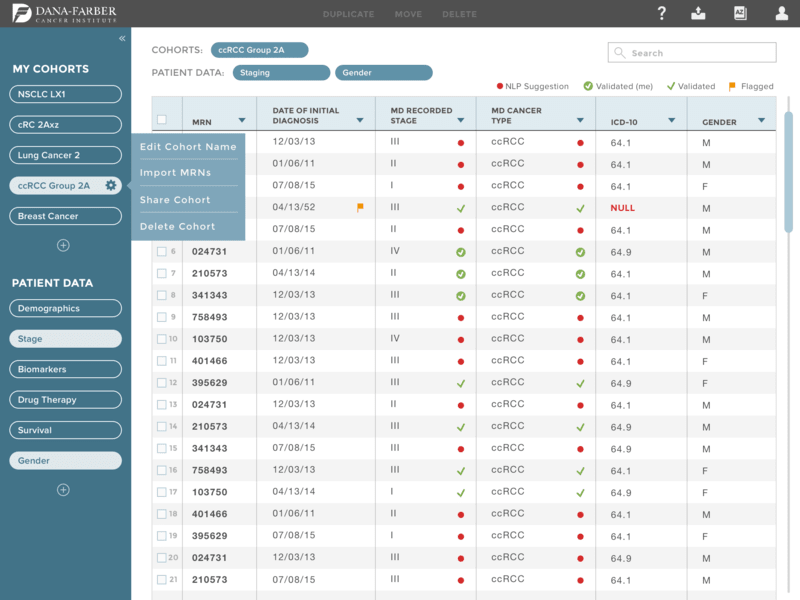 DANA-FARBER
CANCER INSTITUTE
DUPLICATE MOVE DELETE
? AZ
«
MY COHORTS
NSCLC LX1
cRC 2Axz
Lung Cancer 2
ccRCC Group 2A
Breast Cancer
PATIENT DATA
Demographics
Stage
Biomarkers
Drug Therapy
Survival
Gender
Edit Cohort Name
Import MRNs
Share Cohort
Delete Cohort
COHORTS: ccRCC Group 2A
PATIENT DATA: Staging Gender
Search
NLP Suggestion Validated (me) Validated Flagged
MRN DATE OF INITIAL DIAGNOSIS MD RECORDED STAGE MD CANCER TYPE ICD-10 GENDER
12/03/13 III ccRCC 64.1 M
01/06/11 II ccRCC 64.1 M
07/08/15 I ccRCC 64.1 F
04/13/52 III ccRCC NULL M
07/08/15 II ccRCC 64.1 M
6 024731 01/06/11 IV ccRCC 64.9 M
7 210573 04/13/14 II ccRCC 64.1 M
8 341343 12/03/13 III ccRCC 64.1 F
9 758493 12/03/13 III ccRCC 64.1 M
10 103750 12/03/13 IV ccRCC 64.1 M
11 401466 12/03/13 III ccRCC 64.1 F
12 395629 01/06/11 III ccRCC 64.9 F
13 024731 12/03/13 II ccRCC 64.1 M
14 210573 04/13/14 III ccRCC 64.9 M
15 341343 07/08/15 III ccRCC 64.9 M
16 758493 12/03/13 III ccRCC 64.1 F
17 103750 04/13/14 I ccRCC 64.9 F
18 401466 01/06/11 II ccRCC 64.1 M
19 395629 07/08/15 I ccRCC 64.1 F
20 024731 12/03/13 III ccRCC 64.9 M
21 210573 07/08/15 III ccRCC 64.1 M